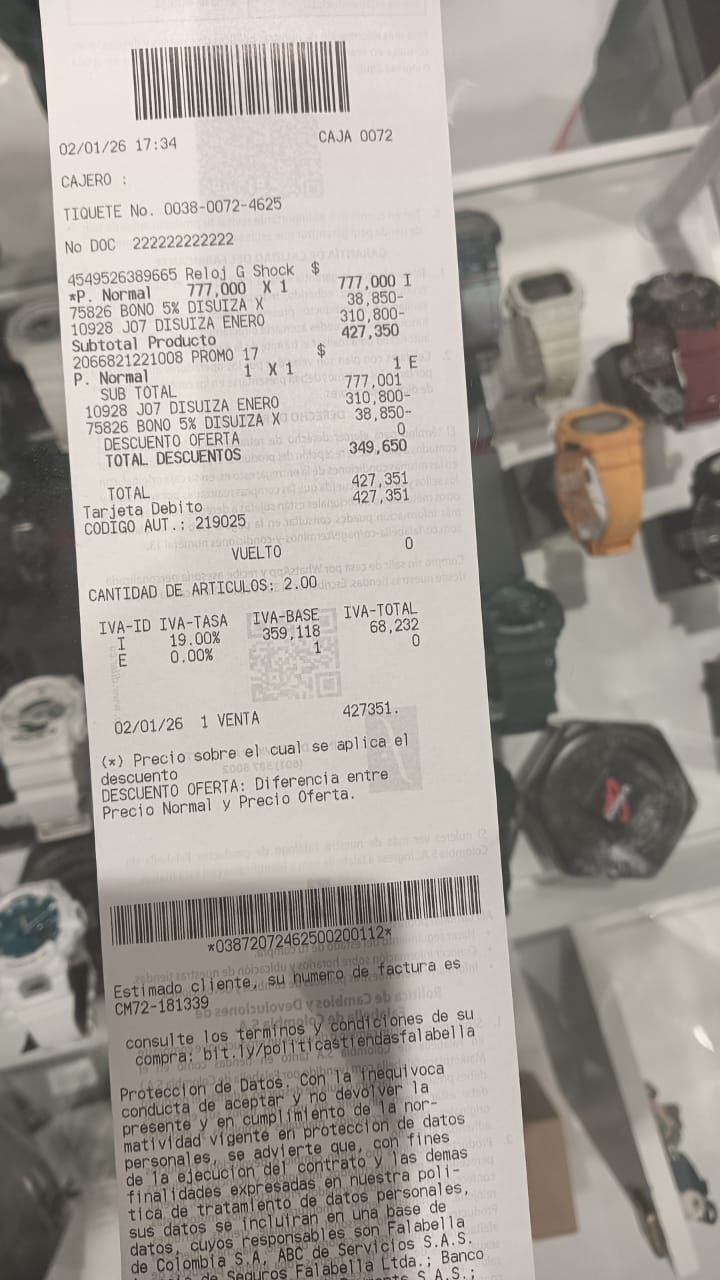 02/01/26 17:34 CAJA 0072
CAJERO :
TIQUETE No. 0038-0072-4625
No DOC 222222222222
4549526389665 Reloj G Shock $
*P. Normal 777,000 X 1 777,000 I
75826 BONO 5% DISUIZA X 38,850-
10928 J07 DISUIZA ENERO 310,800-
Subtotal Producto 427,350
2066821221008 PROMO 17 $
P. Normal 1 X 1 1 E
SUB TOTAL 777,001
10928 J07 DISUIZA ENERO 310,800-
75826 BONO 5% DISUIZA X 38,850-
DESCUENTO OFERTA 0
TOTAL DESCUENTOS 349,650
TOTAL 427,351
Tarjeta Debito 427,351
CODIGO AUT.: 219025
VUELTO 0
CANTIDAD DE ARTICULOS: 2.00
IVA-ID IVA-TASA IVA-BASE IVA-TOTAL
I 19.00% 359,118 68,232
E 0.00% 1 0
02/01/26 1 VENTA 427351.
(*) Precio sobre el cual se aplica el
descuento
DESCUENTO OFERTA: Diferencia entre
Precio Normal y Precio Oferta.
*03872072462500200112*
Estimado cliente, su numero de factura es
CM72-181339
consulte los terminos y condiciones de su
compra: bit.ly/politicastiendasfalabella
Proteccion de Datos. Con la inequivoca
conducta de aceptar y no devolver la
presente y en cumplimiento de la nor-
matividad vigente en proteccion de datos
personales, se advierte que, con fines
de la ejecucion del contrato y las demas
finalidades expresadas en nuestra poli-
tica de tratamiento de datos personales,
sus datos se incluiran en una base de
datos, cuyos responsables son Falabella
de Colombia S.A, ABC de Servicios S.A.S.
de Seguros Falabella Ltda.; Banco
S.A.S.;